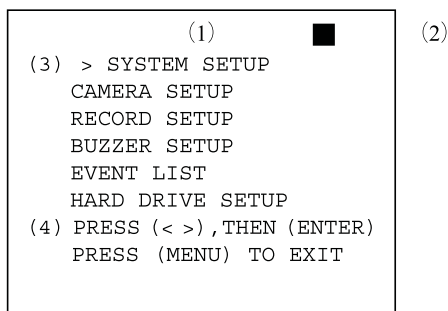 (1) ■ (2)
(3) > SYSTEM SETUP
CAMERA SETUP
RECORD SETUP
BUZZER SETUP
EVENT LIST
HARD DRIVE SETUP
(4) PRESS (< >),THEN (ENTER)
PRESS (MENU) TO EXIT